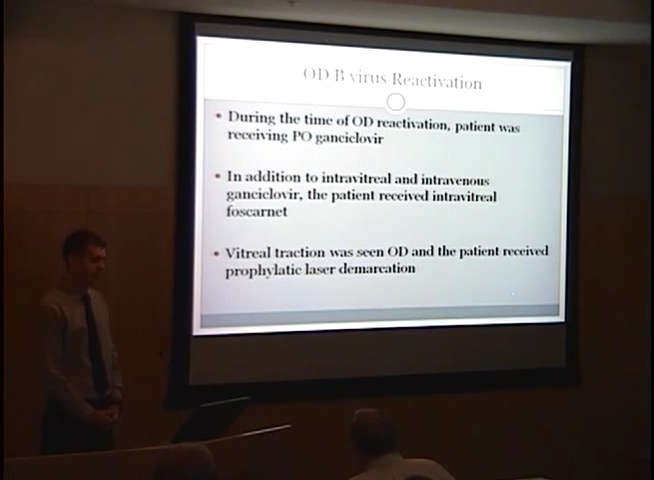 OD B virus Reactivation
• During the time of OD reactivation, patient was
receiving PO ganciclovir
• In addition to intravitreal and intravenous
ganciclovir, the patient received intravitreal
foscarnet
• Vitreal traction was seen OD and the patient received
prophylatic laser demarcation